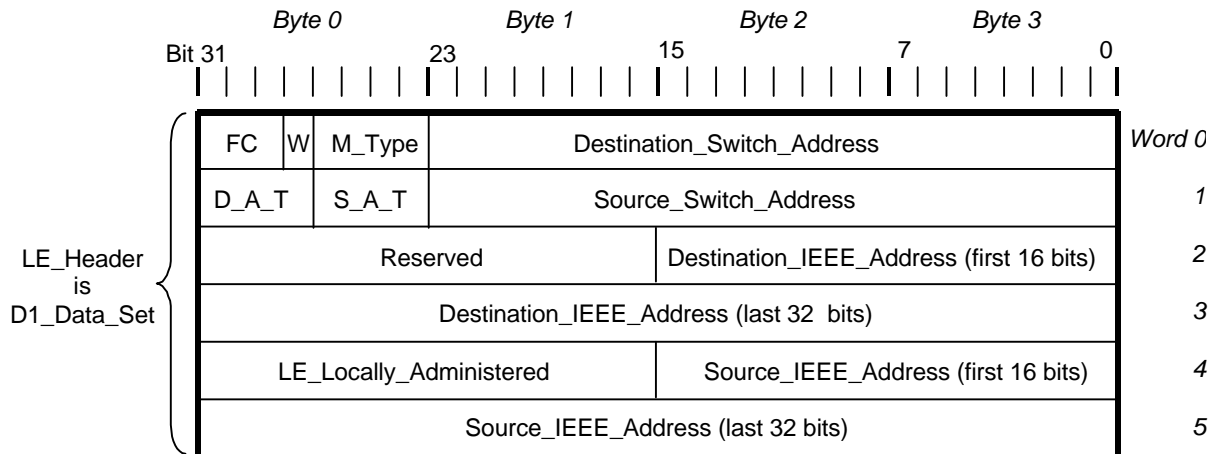 Byte 0 Byte 1 Byte 2 Byte 3
Bit 31 23 15 7 0
FC W M_Type Destination_Switch_Address Word 0
D_A_T S_A_T Source_Switch_Address 1
Reserved Destination_IEEE_Address (first 16 bits) 2
LE_Header
is
D1_Data_Set
Destination_IEEE_Address (last 32 bits) 3
LE_Locally_Administered Source_IEEE_Address (first 16 bits) 4
Source_IEEE_Address (last 32 bits) 5